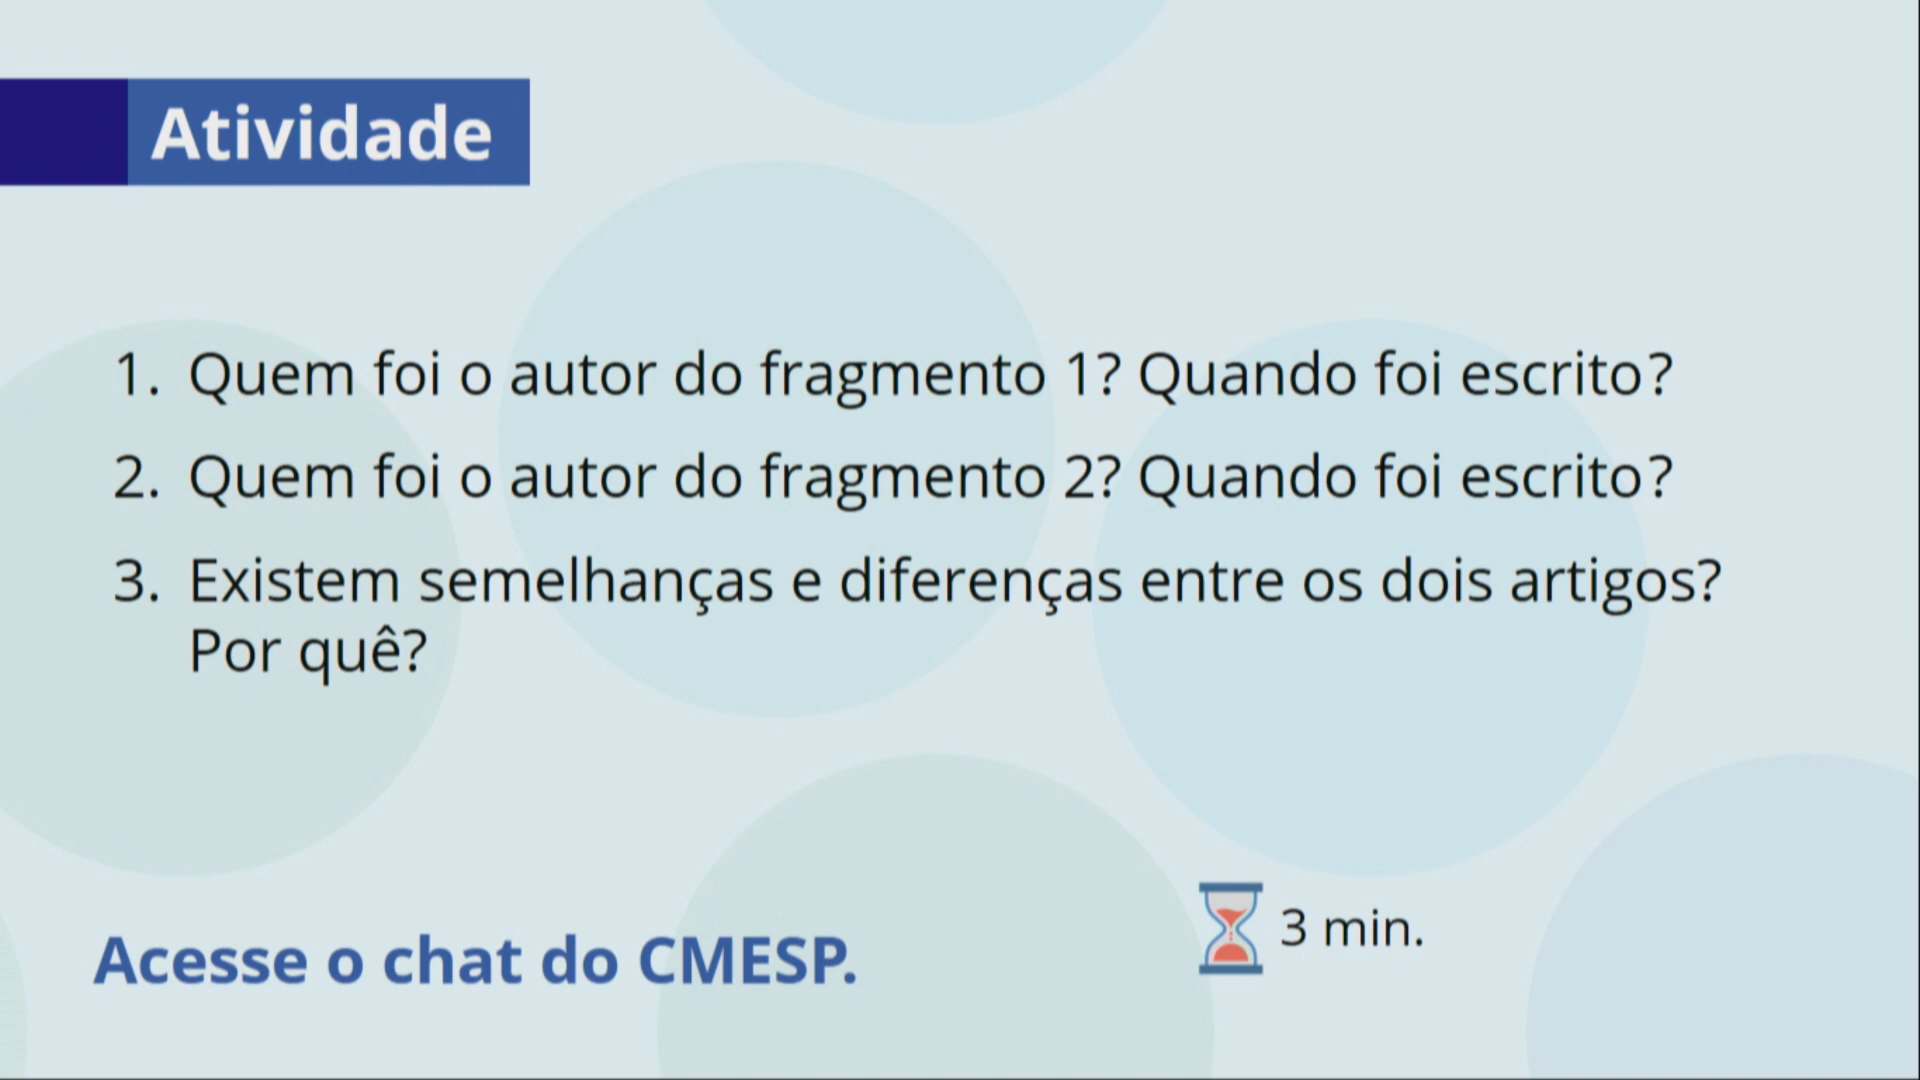 Atividade
1. Quem foi o autor do fragmento 1? Quando foi escrito?
2. Quem foi o autor do fragmento 2? Quando foi escrito?
3. Existem semelhanças e diferenças entre os dois artigos?
Por quê?
3 min.
Acesse o chat do CMESP.